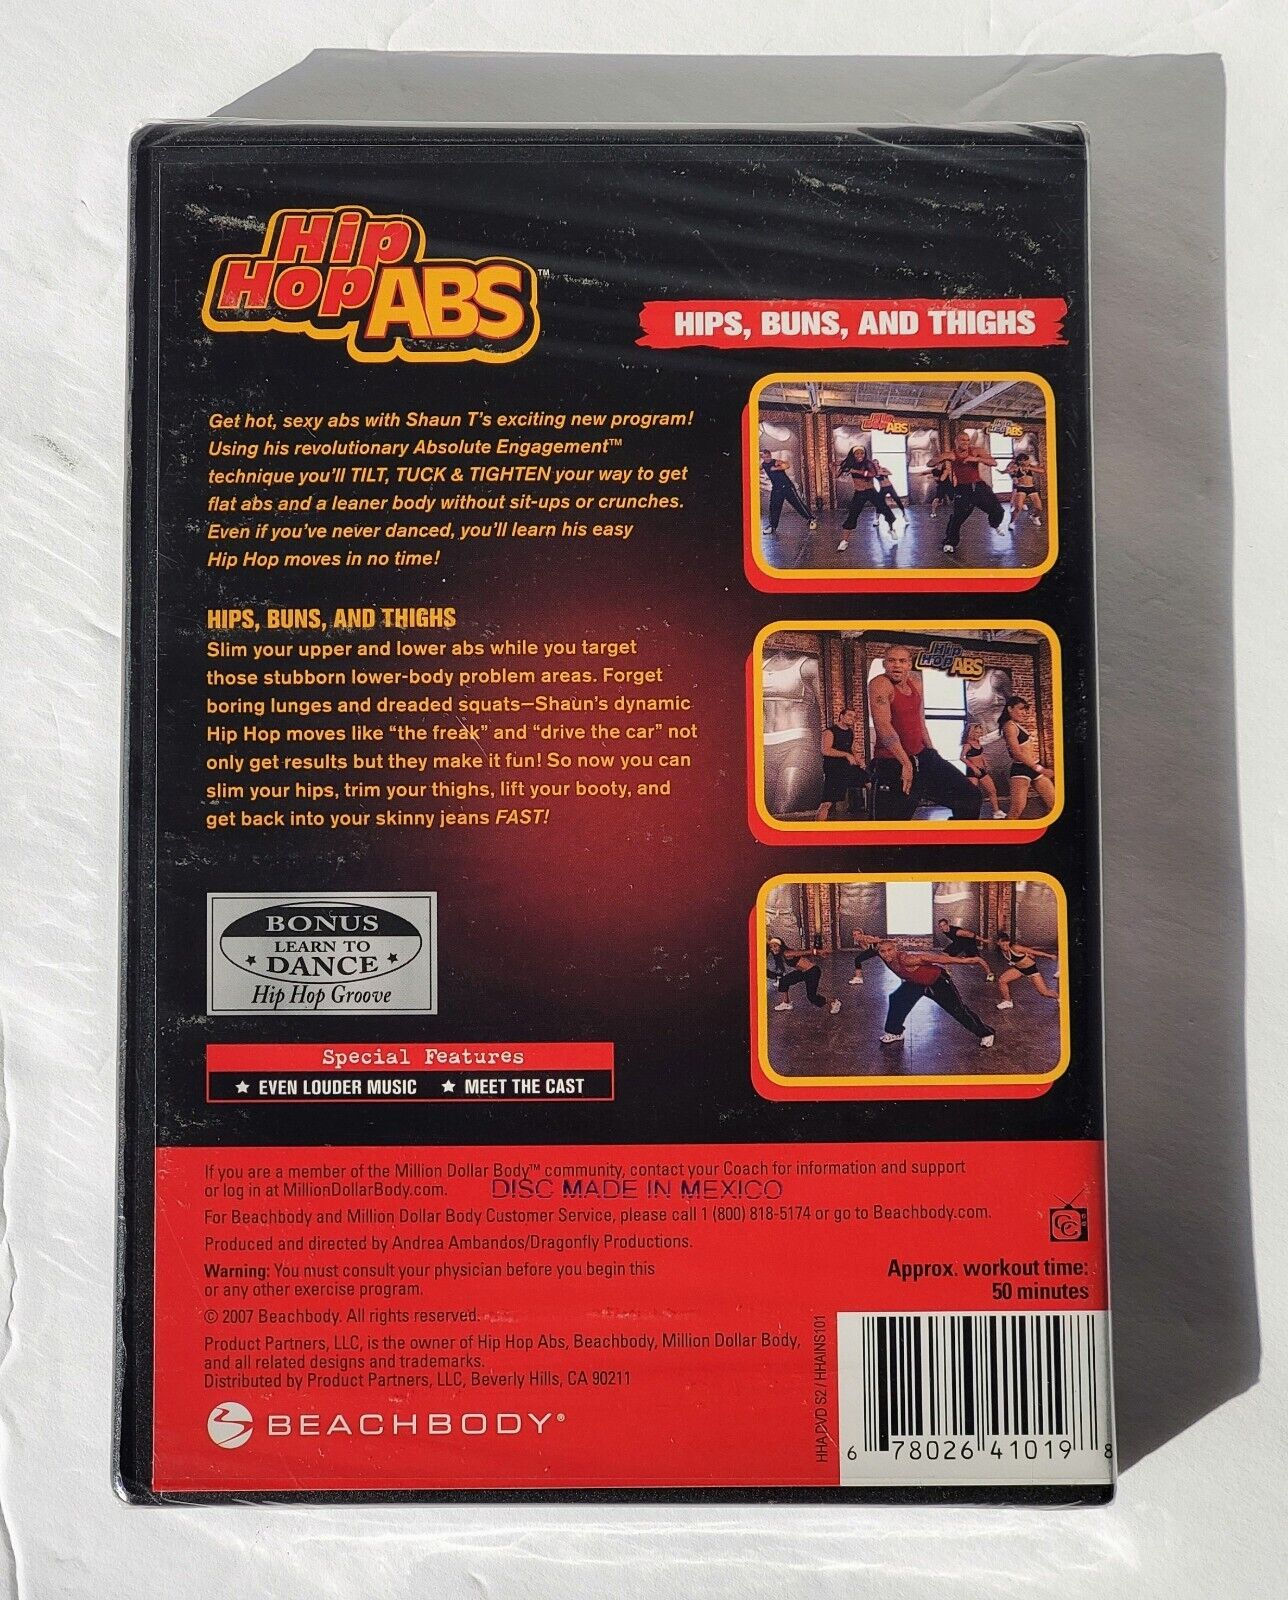 Hip
Hop ABS™
HIPS, BUNS, AND THIGHS
Get hot, sexy abs with Shaun T's exciting new program!
Using his revolutionary Absolute Engagement™
technique you'll TILT, TUCK & TIGHTEN your way to get
flat abs and a leaner body without sit-ups or crunches.
Even if you've never danced, you'll learn his easy
Hip Hop moves in no time!
HIPS, BUNS, AND THIGHS
Slim your upper and lower abs while you target
those stubborn lower-body problem areas. Forget
boring lunges and dreaded squats—Shaun's dynamic
Hip Hop moves like "the freak" and "drive the car" not
only get results but they make it fun! So now you can
slim your hips, trim your thighs, lift your booty, and
get back into your skinny jeans FAST!
Hip
Hop ABS
Hip
Hop ABS
Hip
Hop ABS
BONUS
LEARN TO
DANCE
Hip Hop Groove
Special Features
★ EVEN LOUDER MUSIC ★ MEET THE CAST
If you are a member of the Million Dollar Body™ community, contact your Coach for information and support
or log in at MillionDollarBody.com.
DISC MADE IN MEXICO
For Beachbody and Million Dollar Body Customer Service, please call 1 (800) 818-5174 or go to Beachbody.com.
Produced and directed by Andrea Ambandos/Dragonfly Productions.
Warning: You must consult your physician before you begin this
or any other exercise program.
© 2007 Beachbody. All rights reserved.
Product Partners, LLC, is the owner of Hip Hop Abs, Beachbody, Million Dollar Body,
and all related designs and trademarks.
Distributed by Product Partners, LLC, Beverly Hills, CA 90211
BEACHBODY®
CC
Approx. workout time:
50 minutes
HHAPVD S2 / HHAINS101
6 78026 41019 8